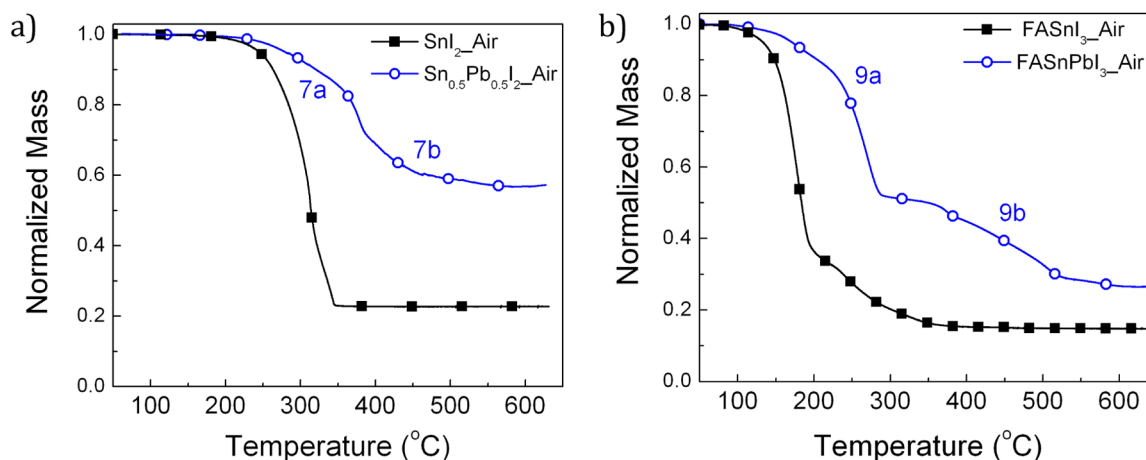 a)
SnI2_Air
Sn0.5Pb0.5I2_Air
7a
7b
Normalized Mass
1.0
0.8
0.6
0.4
0.2
0.0
100 200 300 400 500 600
Temperature (°C)
b)
FASnI3_Air
FASnPbI3_Air
9a
9b
Normalized Mass
1.0
0.8
0.6
0.4
0.2
0.0
100 200 300 400 500 600
Temperature (°C)